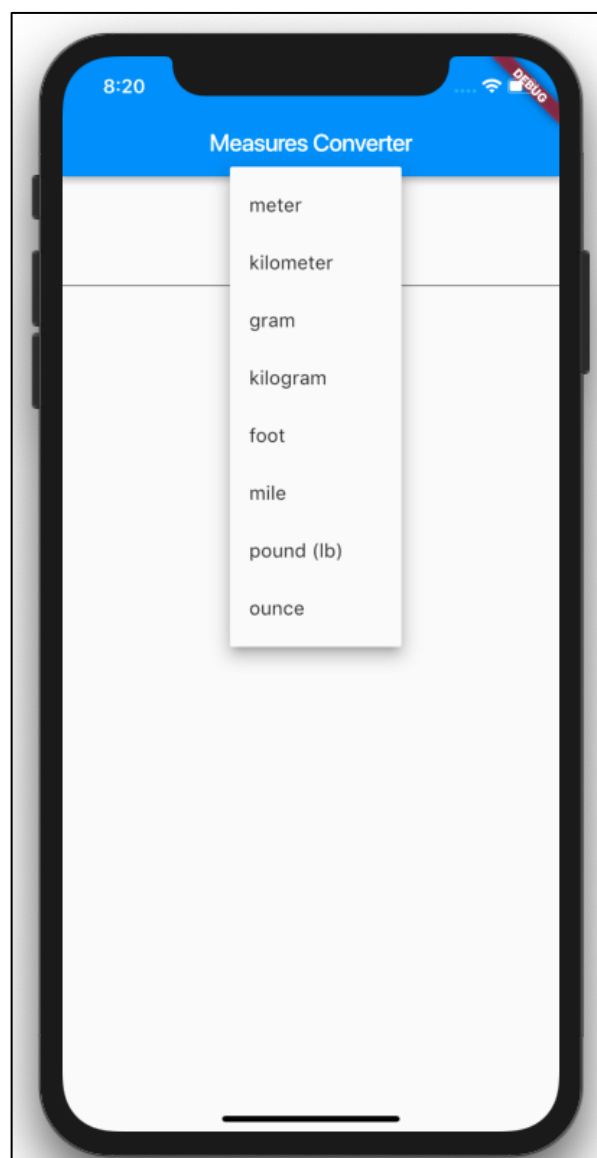 8:20
DEBUG
Measures Converter
meter
kilometer
gram
kilogram
foot
mile
pound (lb)
ounce